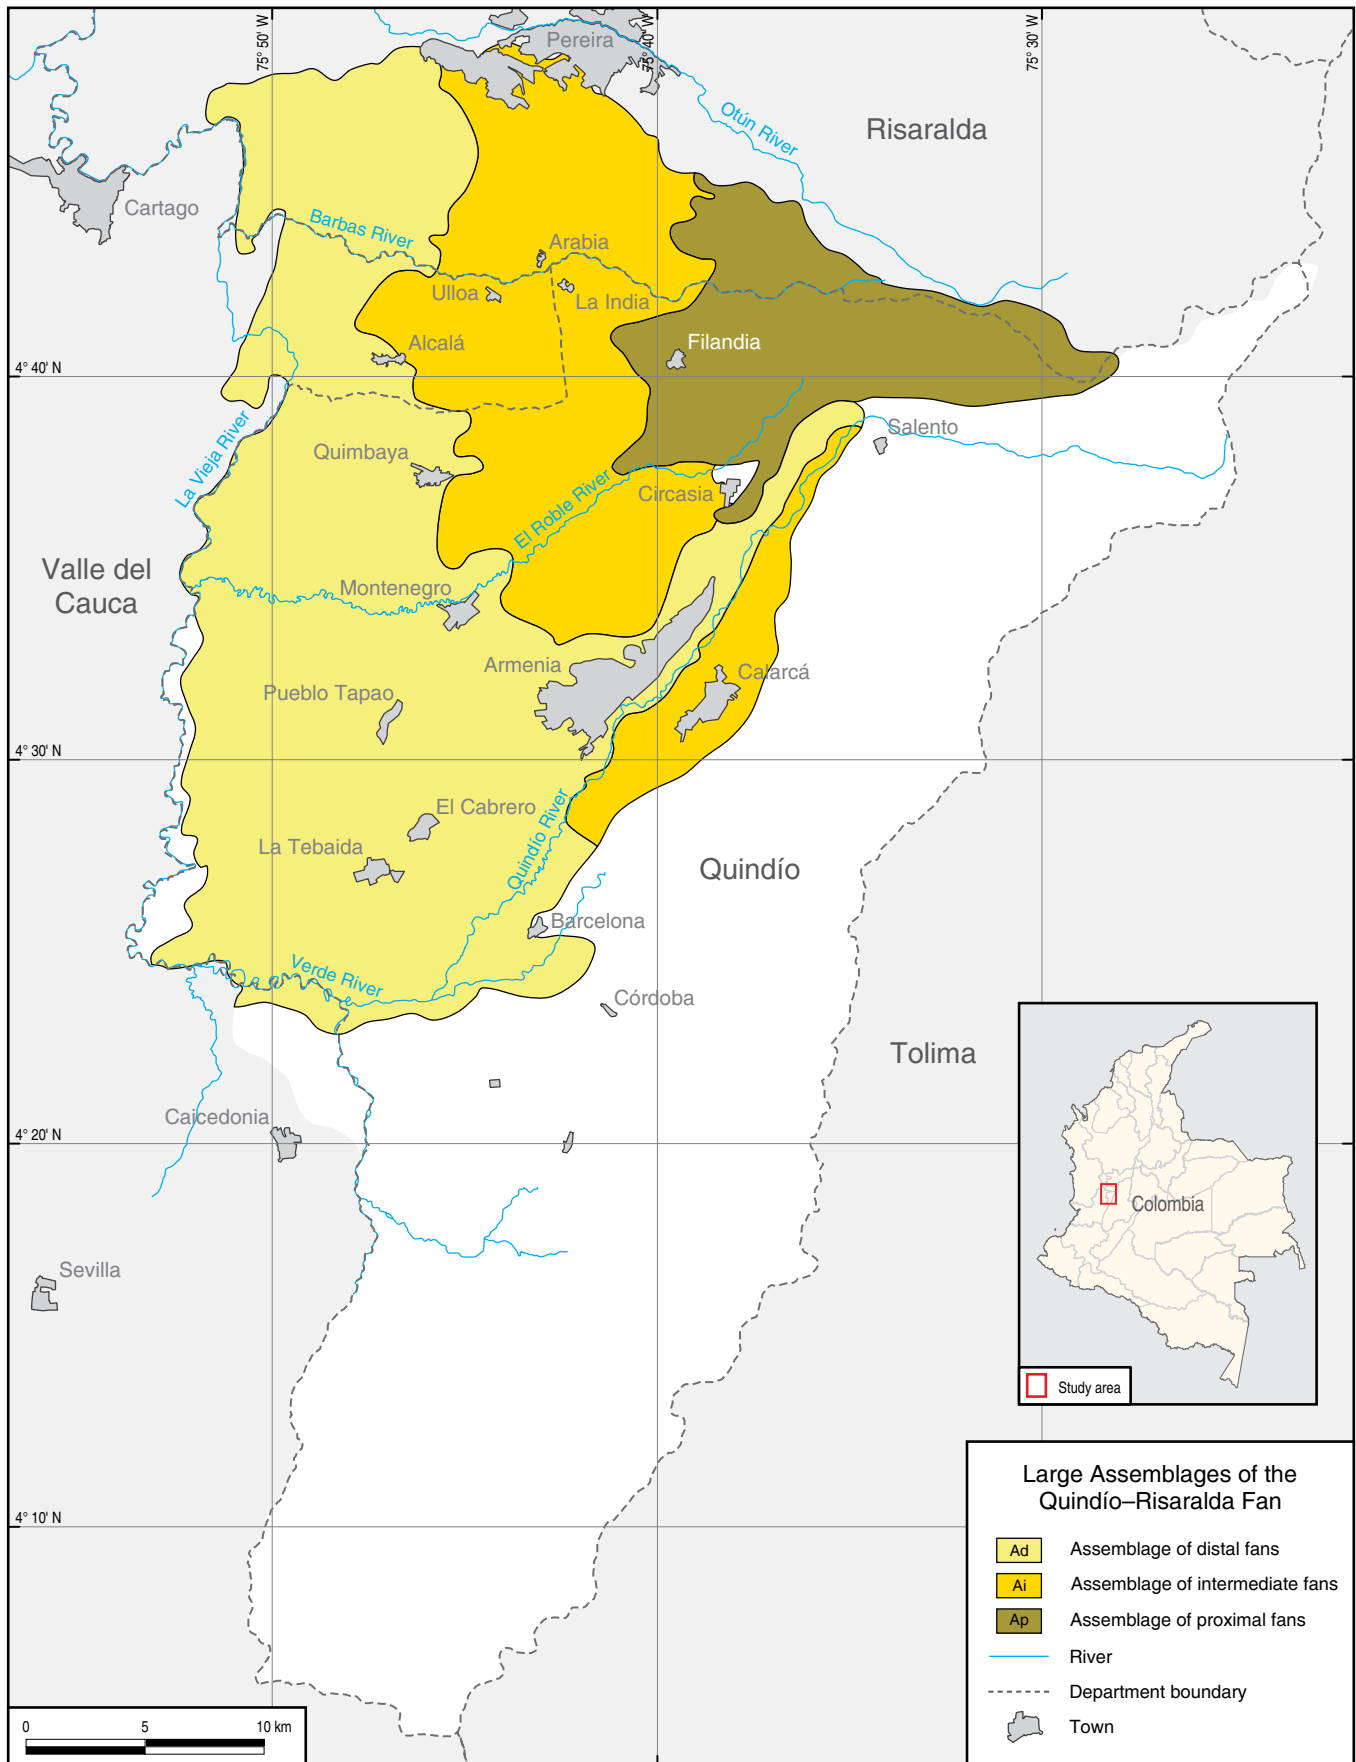 75° 50' W
75° 40' W
75° 30' W
Pereira
Otún River
Risaralda
Cartago
Barbas River
Arabia
Ulloa
La India
Alcalá
Filandia
4° 40' N
La Vieja River
Quimbaya
Salento
Circasia
El Roble River
Valle del
Cauca
Montenegro
Armenia
Calarcá
Pueblo Tapao
4° 30' N
El Cabrero
La Tebaida
Quindío River
Quindío
Barcelona
Verde River
Córdoba
Tolima
Caicedonia
4° 20' N
Colombia
Sevilla
Study area
Large Assemblages of the
Quindío–Risaralda Fan
4° 10' N
Ad Assemblage of distal fans
Ai Assemblage of intermediate fans
Ap Assemblage of proximal fans
River
Department boundary
Town
0 5 10 km